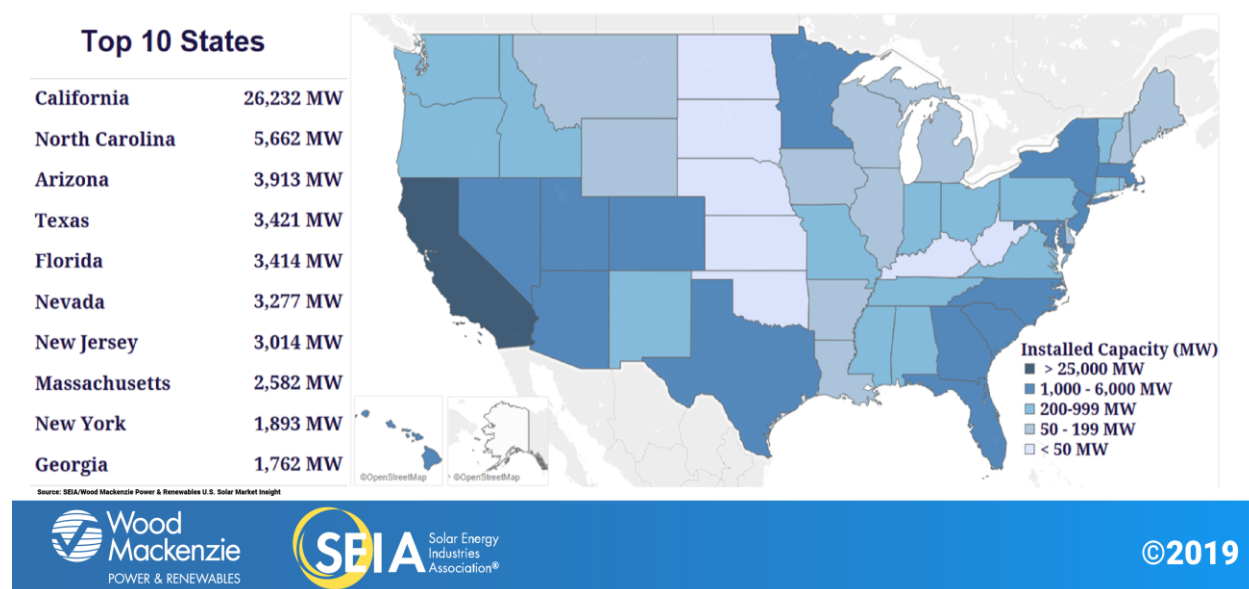 Top 10 States
California 26,232 MW
North Carolina 5,662 MW
Arizona 3,913 MW
Texas 3,421 MW
Florida 3,414 MW
Nevada 3,277 MW
New Jersey 3,014 MW
Massachusetts 2,582 MW
New York 1,893 MW
Georgia 1,762 MW
Source: SEIA/Wood Mackenzie Power & Renewables U.S. Solar Market Insight
©OpenStreetMap
©OpenStreetMap
Installed Capacity (MW)
> 25,000 MW
1,000 - 6,000 MW
200-999 MW
50 - 199 MW
< 50 MW
Wood
Mackenzie
POWER & RENEWABLES
SEIA
Solar Energy
Industries
Association®
©2019